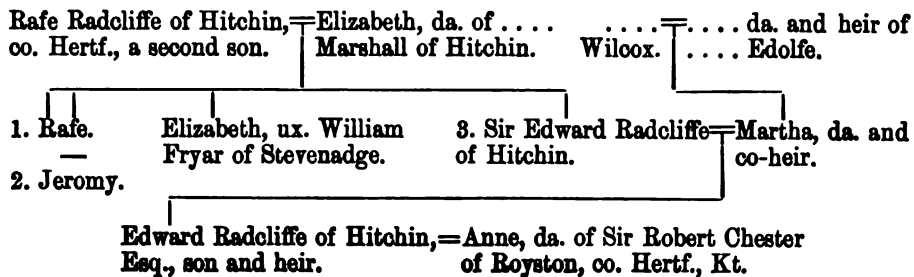 Rafe Radcliffe of Hitchin,=Elizabeth, da. of .... .... =.... da. and heir of
co. Hertf., a second son. Marshall of Hitchin. Wilcox. .... Edolfe.
1. Rafe. Elizabeth, ux. William 3. Sir Edward Radcliffe=Martha, da. and
— Fryar of Stevenadge. of Hitchin. co-heir.
2. Jeromy.
Edward Radcliffe of Hitchin,=Anne, da. of Sir Robert Chester
Esq., son and heir. of Royston, co. Hertf., Kt.